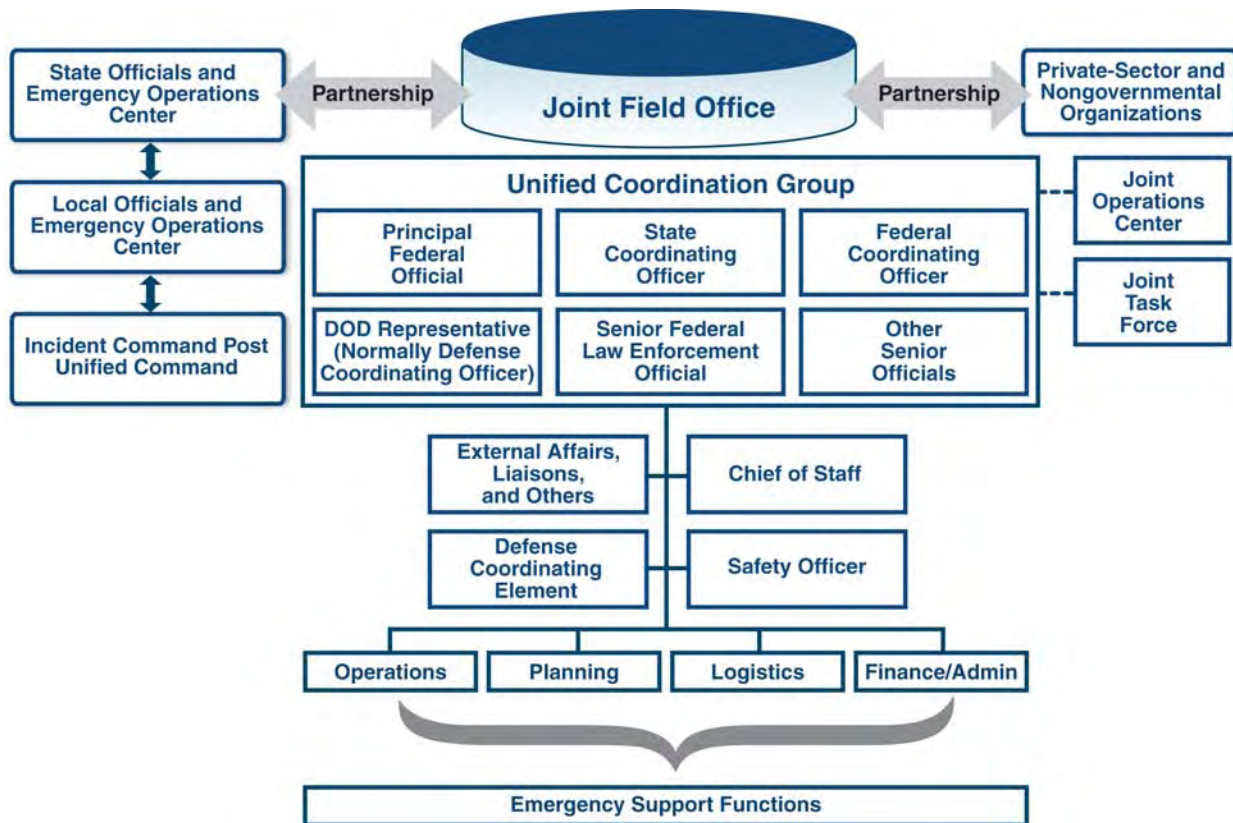 State Officials and
Emergency Operations
Center
Partnership
Joint Field Office
Partnership
Private-Sector and
Nongovernmental
Organizations
Local Officials and
Emergency Operations
Center
Incident Command Post
Unified Command
Unified Coordination Group
Principal
Federal
Official
State
Coordinating
Officer
Federal
Coordinating
Officer
DOD Representative
(Normally Defense
Coordinating Officer)
Senior Federal
Law Enforcement
Official
Other
Senior
Officials
Joint
Operations
Center
Joint
Task
Force
External Affairs,
Liaisons,
and Others
Chief of Staff
Defense
Coordinating
Element
Safety Officer
Operations
Planning
Logistics
Finance/Admin
Emergency Support Functions